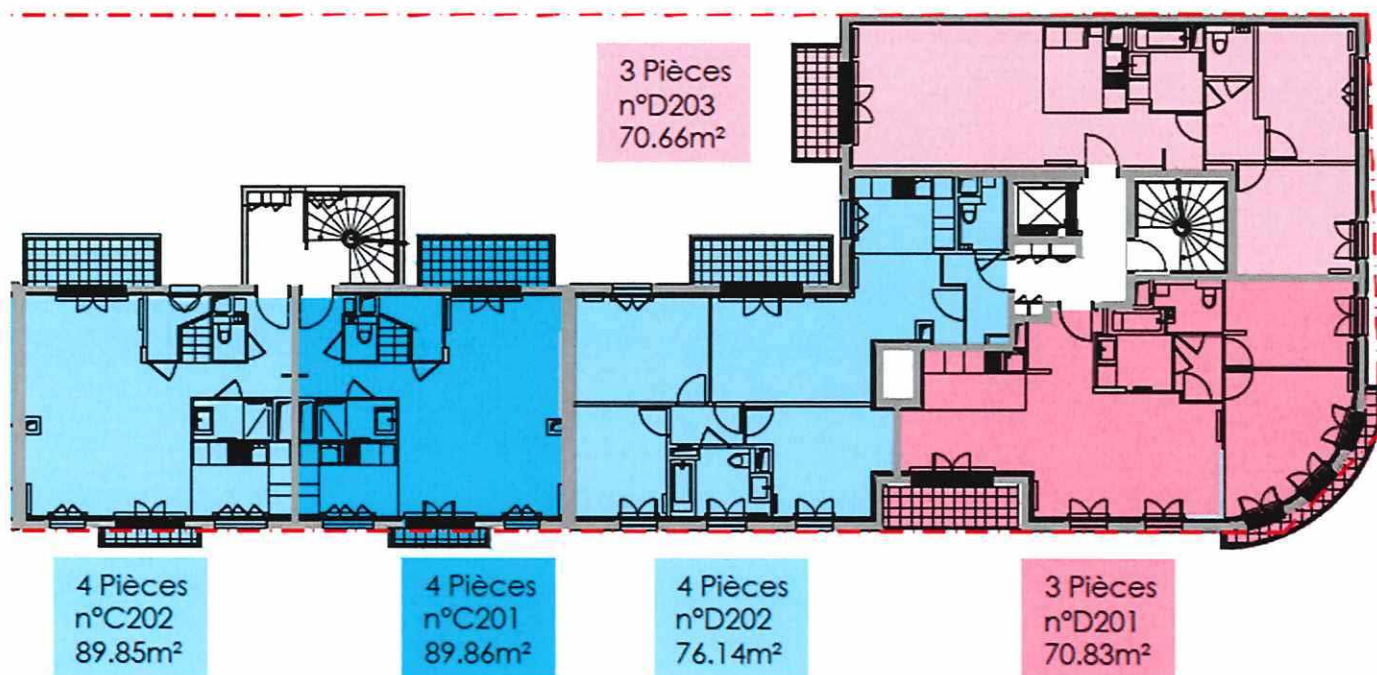 3 Pièces
n°D203
70.66m²
4 Pièces
n°C202
89.85m²
4 Pièces
n°C201
89.86m²
4 Pièces
n°D202
76.14m²
3 Pièces
n°D201
70.83m²